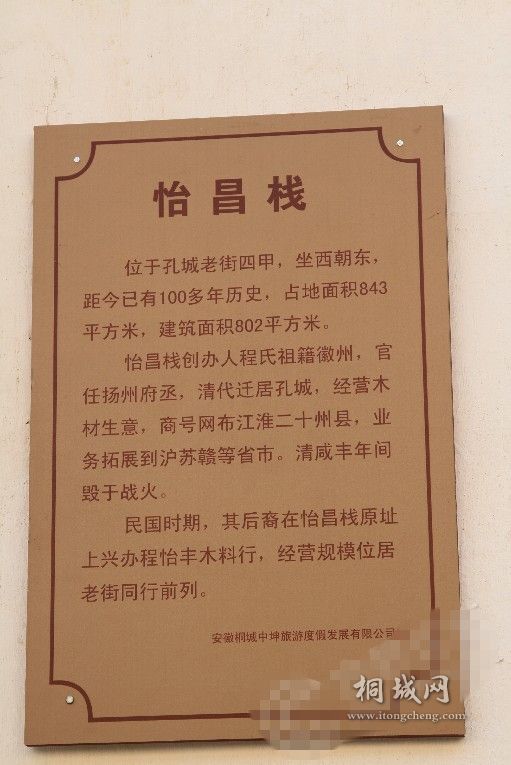 怡昌栈
位于孔城老街四甲，坐西朝东，
距今已有100多年历史，占地面积843
平方米，建筑面积802平方米。
怡昌栈创办人程氏祖籍徽州，官
任扬州府丞，清代迁居孔城，经营木
材生意，商号网布江淮二十州县，业
务拓展到沪苏赣等省市。清咸丰年间
毁于战火。
民国时期，其后裔在怡昌栈原址
上兴办程怡丰木料行，经营规模位居
老街同行前列。
安徽桐城中坤旅游度假发展有限公司
桐城网
www.itongcheng.com